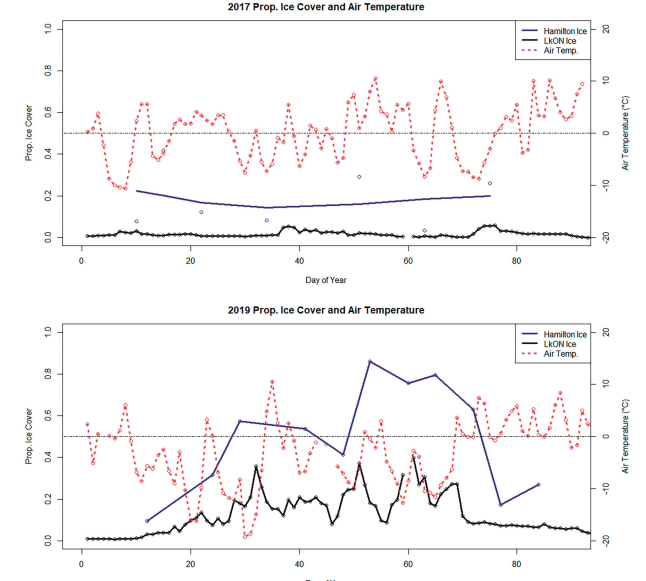 2017 Prop. Ice Cover and Air Temperature
Hamilton Ice
LkON Ice
Air Temp.
Prop. Ice Cover
1.0
0.8
0.6
0.4
0.2
0.0
20
10
0
-10
-20
Air Temperature (°C)
0 20 40 60 80
Day of Year
2019 Prop. Ice Cover and Air Temperature
Hamilton Ice
LkON Ice
Air Temp.
Prop. Ice Cover
1.0
0.8
0.6
0.4
0.2
0.0
20
10
0
-10
-20
Air Temperature (°C)
0 20 40 60 80